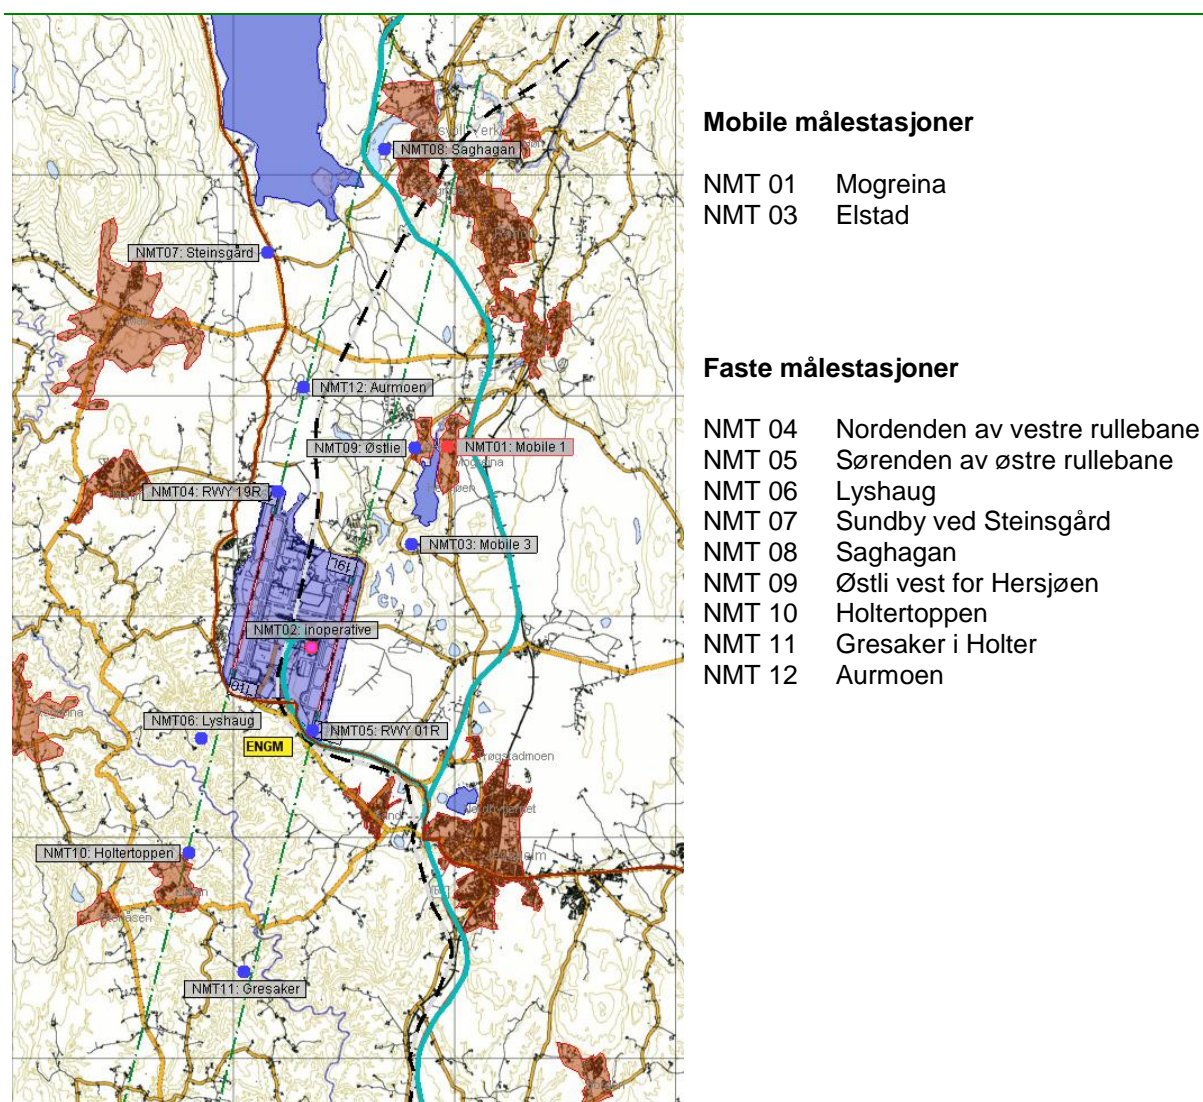 NMT08: Saghagan
NMT07: Steinsgård
NMT12: Aurmoen
NMT09: Østlie
NMT01: Mobile 1
Mogreina
NMT04: RWY 19R
NMT03: Mobile 3
19L
NMT02: inoperative
NMT06: Lyshaug
NMT05: RWY 01R
ENGM
NMT10: Holtertoppen
NMT11: Gresaker
Mobile målestasjoner
NMT 01 Mogreina
NMT 03 Elstad
Faste målestasjoner
NMT 04 Nordenden av vestre rullebane
NMT 05 Sørenden av østre rullebane
NMT 06 Lyshaug
NMT 07 Sundby ved Steinsgård
NMT 08 Saghagan
NMT 09 Østli vest for Hersjøen
NMT 10 Holtertoppen
NMT 11 Gresaker i Holter
NMT 12 Aurmoen